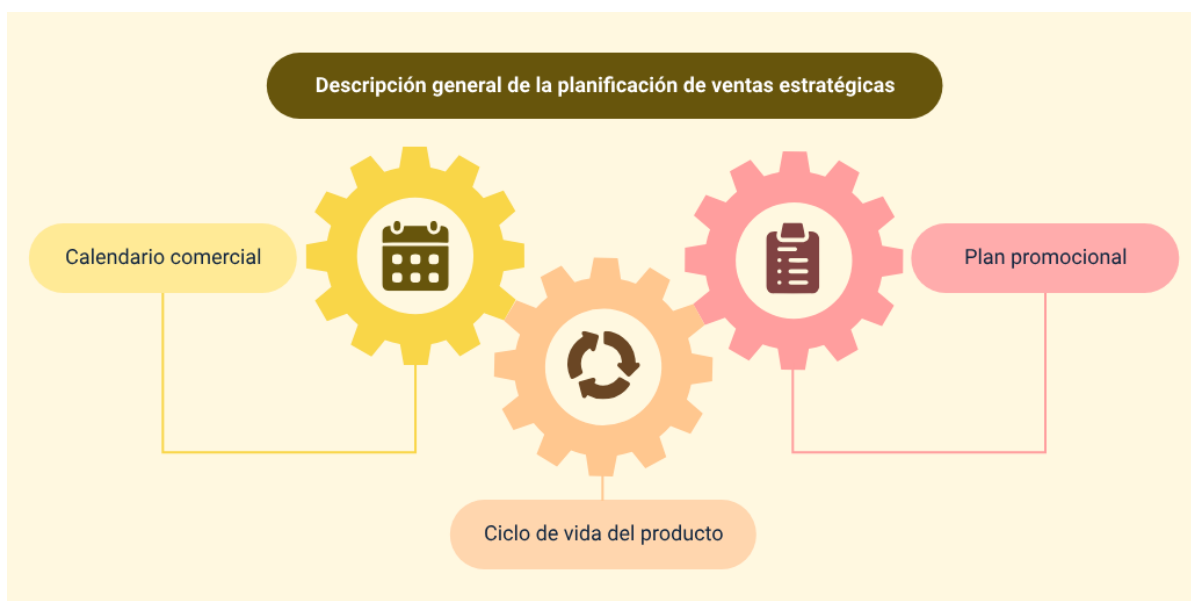 Descripción general de la planificación de ventas estratégicas
Calendario comercial
Plan promocional
Ciclo de vida del producto